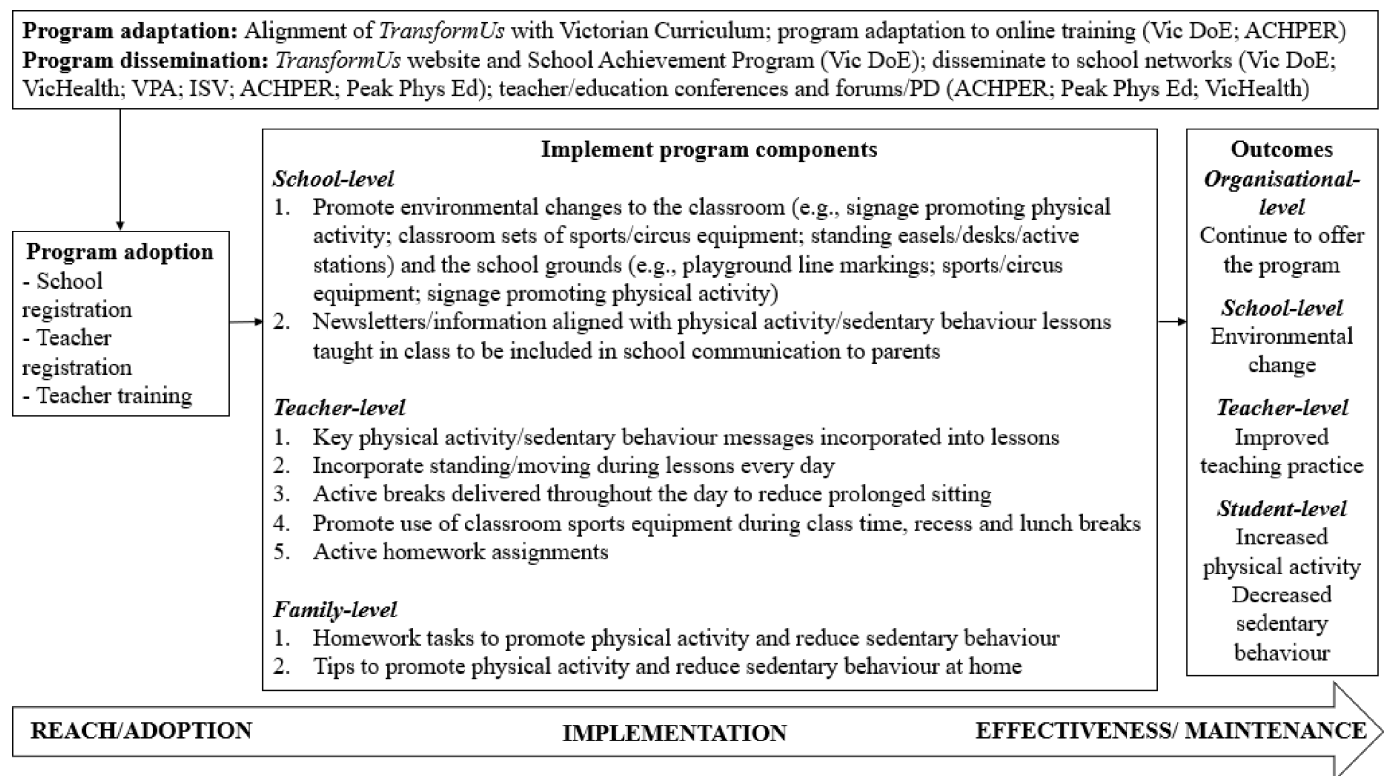 Program adaptation: Alignment of TransformUs with Victorian Curriculum; program adaptation to online training (Vic DoE; ACHPER)
Program dissemination: TransformUs website and School Achievement Program (Vic DoE); disseminate to school networks (Vic DoE;
VicHealth; VPA; ISV; ACHPER; Peak Phys Ed); teacher/education conferences and forums/PD (ACHPER; Peak Phys Ed; VicHealth)
Program adoption
- School
registration
- Teacher
registration
- Teacher training
Implement program components
School-level
1. Promote environmental changes to the classroom (e.g., signage promoting physical
activity; classroom sets of sports/circus equipment; standing easels/desks/active
stations) and the school grounds (e.g., playground line markings; sports/circus
equipment; signage promoting physical activity)
2. Newsletters/information aligned with physical activity/sedentary behaviour lessons
taught in class to be included in school communication to parents
Teacher-level
1. Key physical activity/sedentary behaviour messages incorporated into lessons
2. Incorporate standing/moving during lessons every day
3. Active breaks delivered throughout the day to reduce prolonged sitting
4. Promote use of classroom sports equipment during class time, recess and lunch breaks
5. Active homework assignments
Family-level
1. Homework tasks to promote physical activity and reduce sedentary behaviour
2. Tips to promote physical activity and reduce sedentary behaviour at home
Outcomes
Organisational-
level
Continue to offer
the program
School-level
Environmental
change
Teacher-level
Improved
teaching practice
Student-level
Increased
physical activity
Decreased
sedentary
behaviour
REACH/ADOPTION
IMPLEMENTATION
EFFECTIVENESS/ MAINTENANCE